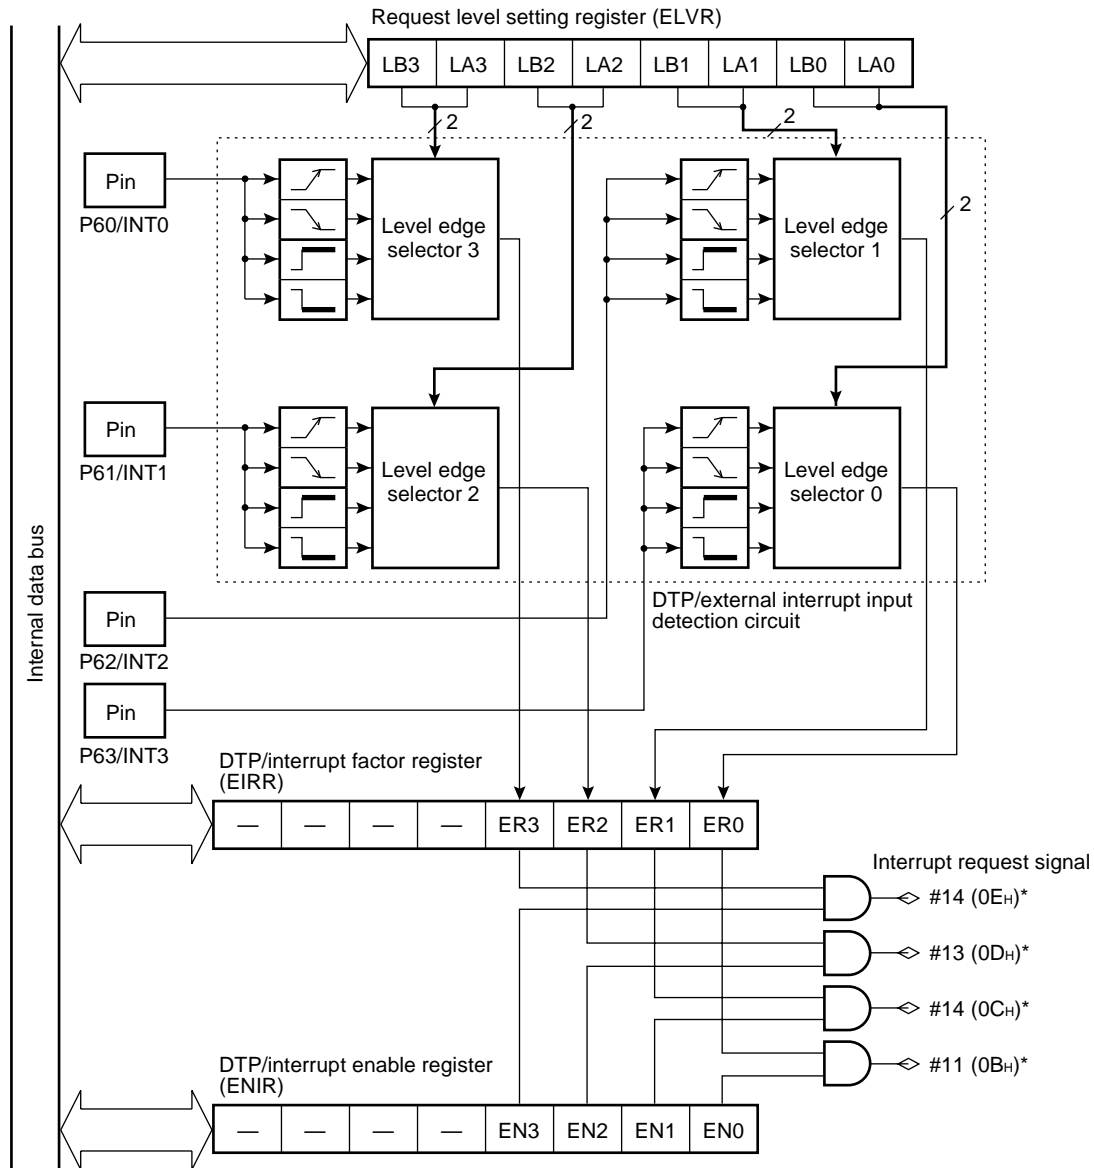 Request level setting register (ELVR)
LB3 LA3 LB2 LA2 LB1 LA1 LB0 LA0
2 2 2
Pin
P60/INT0
Level edge
selector 3
Level edge
selector 1
2
Pin
P61/INT1
Level edge
selector 2
Level edge
selector 0
Internal data bus
DTP/external interrupt input
detection circuit
Pin
P62/INT2
Pin
P63/INT3
DTP/interrupt factor register
(EIRR)
— — — — ER3 ER2 ER1 ER0
Interrupt request signal
#14 (0EH)*
#13 (0DH)*
#14 (0CH)*
#11 (0BH)*
DTP/interrupt enable register
(ENIR)
— — — — EN3 EN2 EN1 EN0